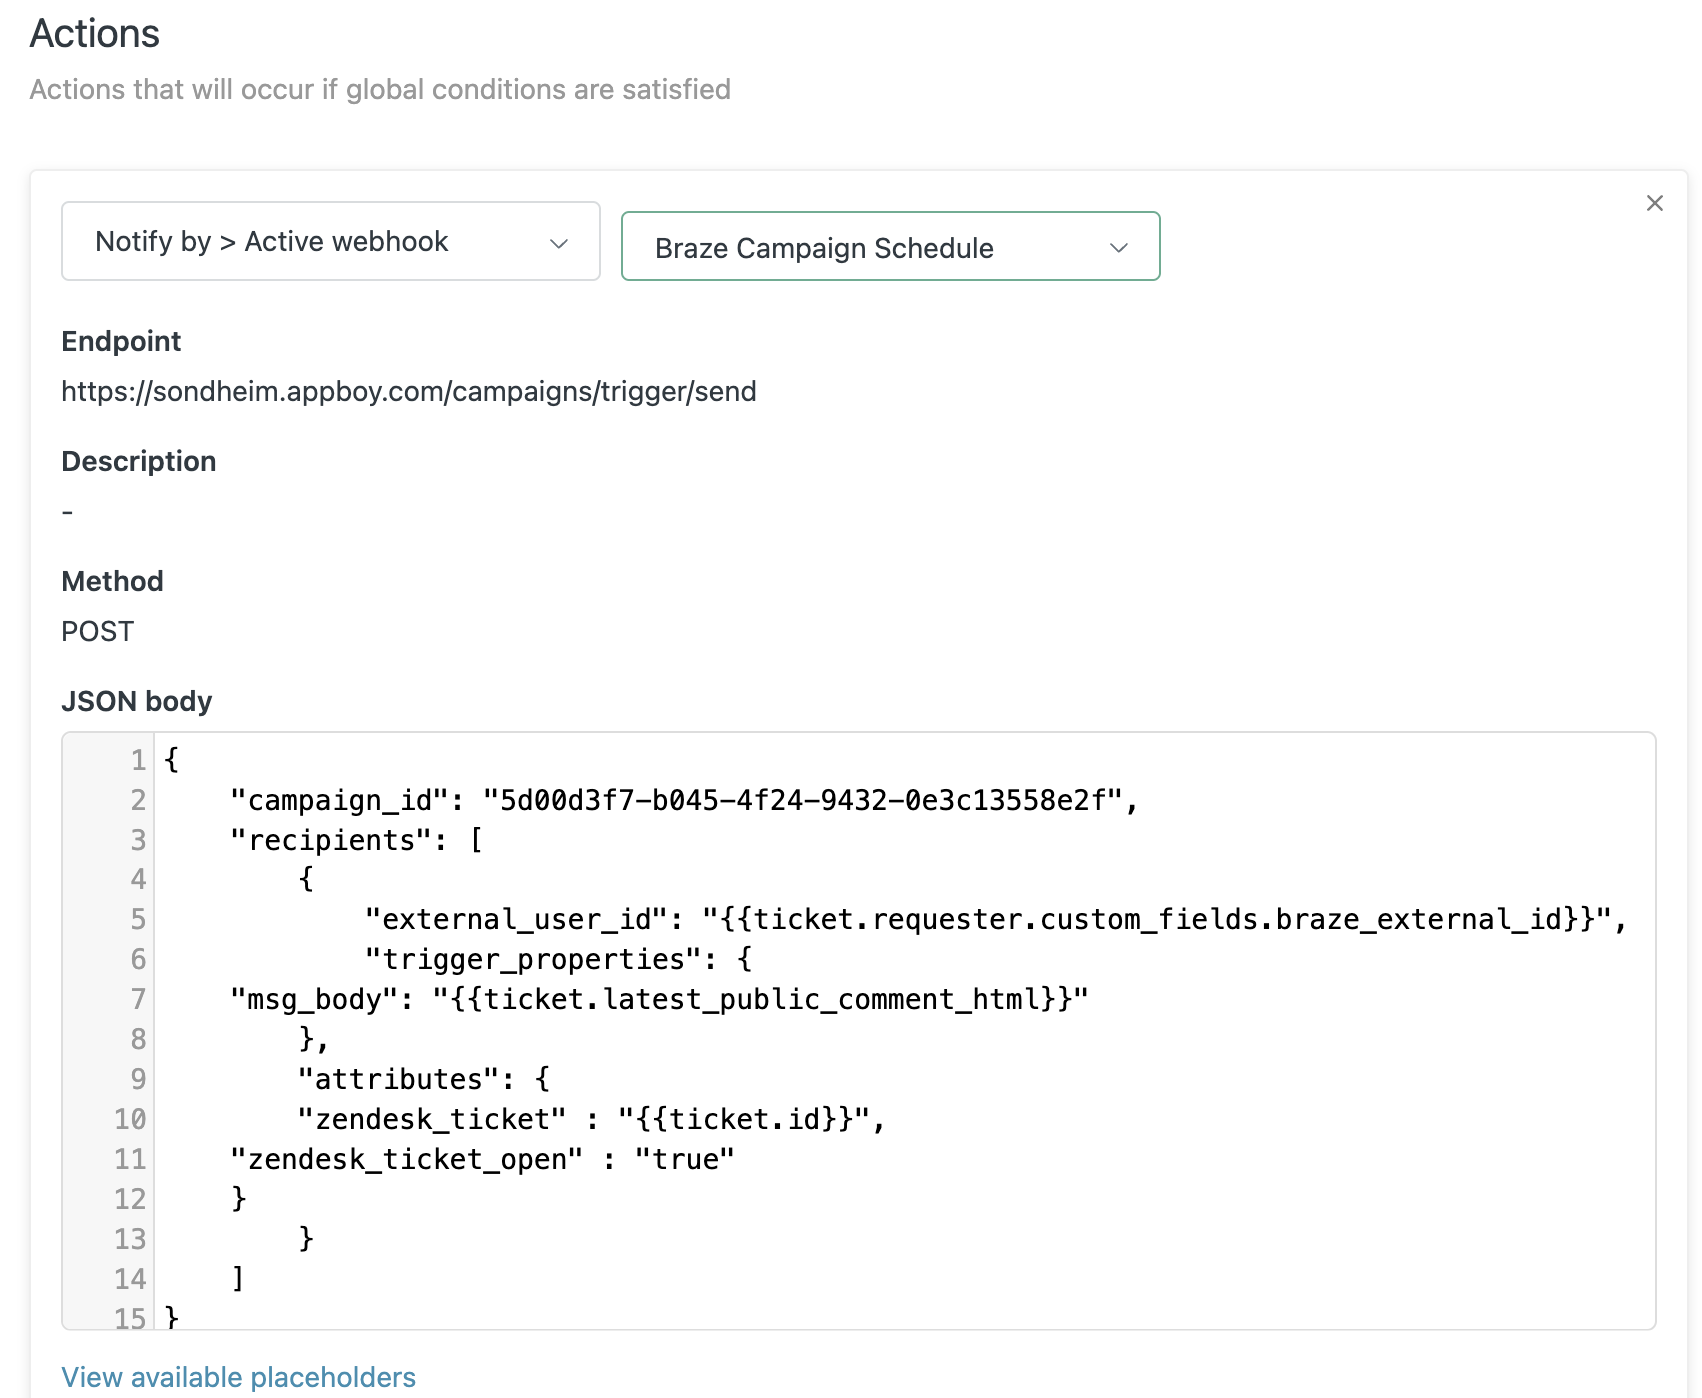 Actions
Actions that will occur if global conditions are satisfied
Notify by > Active webhook
Braze Campaign Schedule
Endpoint
https://sondheim.appboy.com/campaigns/trigger/send
Description
-
Method
POST
JSON body
1 {
2     "campaign_id": "5d00d3f7-b045-4f24-9432-0e3c13558e2f",
3     "recipients": [
4         {
5             "external_user_id": "{{ticket.requester.custom_fields.braze_external_id}}",
6             "trigger_properties": {
7     "msg_body": "{{ticket.latest_public_comment_html}}"
8         },
9         "attributes": {
10         "zendesk_ticket" : "{{ticket.id}}",
11     "zendesk_ticket_open" : "true"
12     }
13         }
14     ]
15 }
View available placeholders